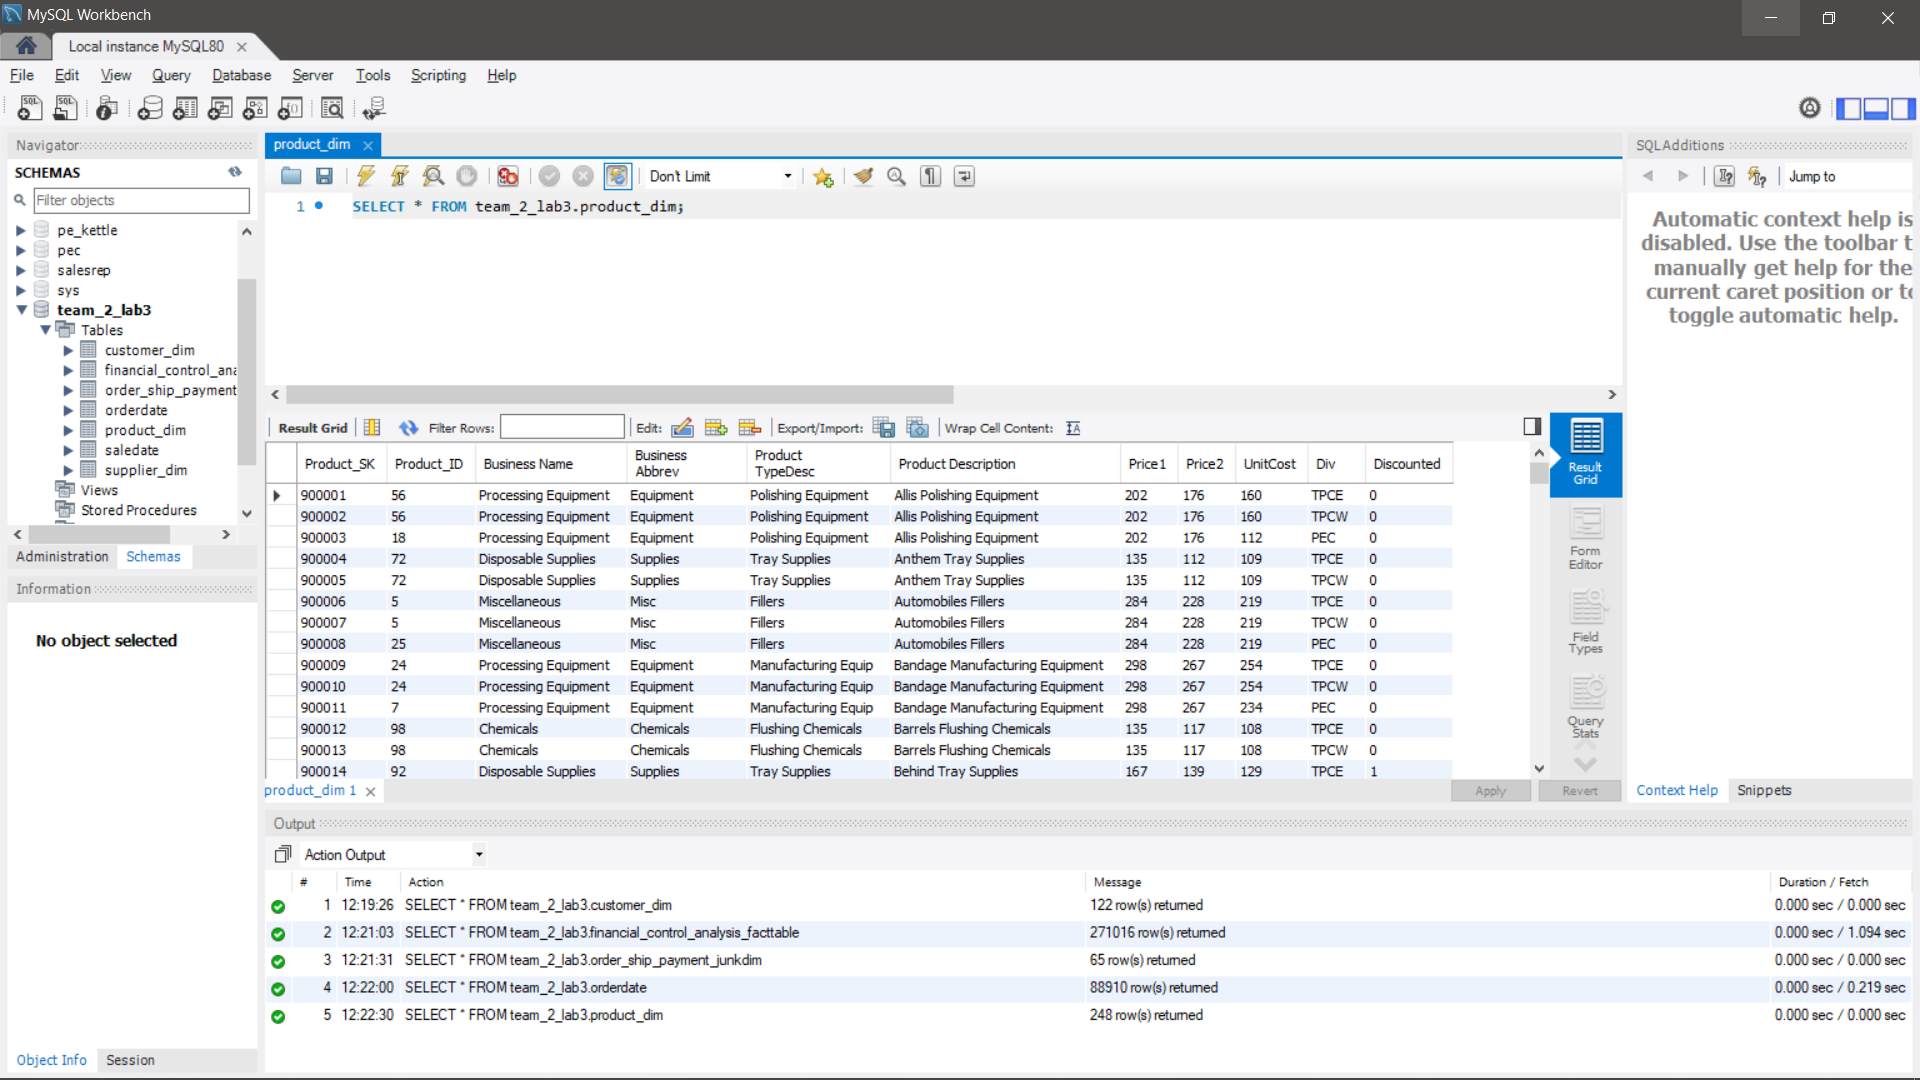 MySQL Workbench
Local instance MySQL80
File Edit View Query Database Server Tools Scripting Help
Navigator
SCHEMAS
Filter objects
pe_kettle
pec
salesrep
sys
team_2_lab3
Tables
customer_dim
financial_control_ana
order_ship_payment
orderdate
product_dim
saledate
supplier_dim
Views
Stored Procedures
Administration Schemas
Information
No object selected
Object Info Session
product_dim
Don't Limit
1 SELECT * FROM team_2_lab3.product_dim;
Result Grid Filter Rows: Edit: Export/Import: Wrap Cell Content:
Product_SK Product_ID Business Name Business Abbrev Product TypeDesc Product Description Price1 Price2 UnitCost Div Discounted
900001 56 Processing Equipment Equipment Polishing Equipment Allis Polishing Equipment 202 176 160 TPCE 0
900002 56 Processing Equipment Equipment Polishing Equipment Allis Polishing Equipment 202 176 160 TPCW 0
900003 18 Processing Equipment Equipment Polishing Equipment Allis Polishing Equipment 202 176 112 PEC 0
900004 72 Disposable Supplies Supplies Tray Supplies Anthem Tray Supplies 135 112 109 TPCE 0
900005 72 Disposable Supplies Supplies Tray Supplies Anthem Tray Supplies 135 112 109 TPCW 0
900006 5 Miscellaneous Misc Fillers Automobiles Fillers 284 228 219 TPCE 0
900007 5 Miscellaneous Misc Fillers Automobiles Fillers 284 228 219 TPCW 0
900008 25 Miscellaneous Misc Fillers Automobiles Fillers 284 228 219 PEC 0
900009 24 Processing Equipment Equipment Manufacturing Equip Bandage Manufacturing Equipment 298 267 254 TPCE 0
900010 24 Processing Equipment Equipment Manufacturing Equip Bandage Manufacturing Equipment 298 267 254 TPCW 0
900011 7 Processing Equipment Equipment Manufacturing Equip Bandage Manufacturing Equipment 298 267 234 PEC 0
900012 98 Chemicals Chemicals Flushing Chemicals Barrels Flushing Chemicals 135 117 108 TPCE 0
900013 98 Chemicals Chemicals Flushing Chemicals Barrels Flushing Chemicals 135 117 108 TPCW 0
900014 92 Disposable Supplies Supplies Tray Supplies Behind Tray Supplies 167 139 129 TPCE 1
product_dim 1
Apply Revert
Result Grid
Form Editor
Field Types
Query Stats
SQLAdditions
Jump to
Automatic context help is
disabled. Use the toolbar t
manually get help for the
current caret position or to
toggle automatic help.
Context Help Snippets
Output
Action Output
# Time Action Message Duration / Fetch
1 12:19:26 SELECT * FROM team_2_lab3.customer_dim 122 row(s) returned 0.000 sec / 0.000 sec
2 12:21:03 SELECT * FROM team_2_lab3.financial_control_analysis_facttable 271016 row(s) returned 0.000 sec / 1.094 sec
3 12:21:31 SELECT * FROM team_2_lab3.order_ship_payment_junkdim 65 row(s) returned 0.000 sec / 0.000 sec
4 12:22:00 SELECT * FROM team_2_lab3.orderdate 88910 row(s) returned 0.000 sec / 0.219 sec
5 12:22:30 SELECT * FROM team_2_lab3.product_dim 248 row(s) returned 0.000 sec / 0.000 sec